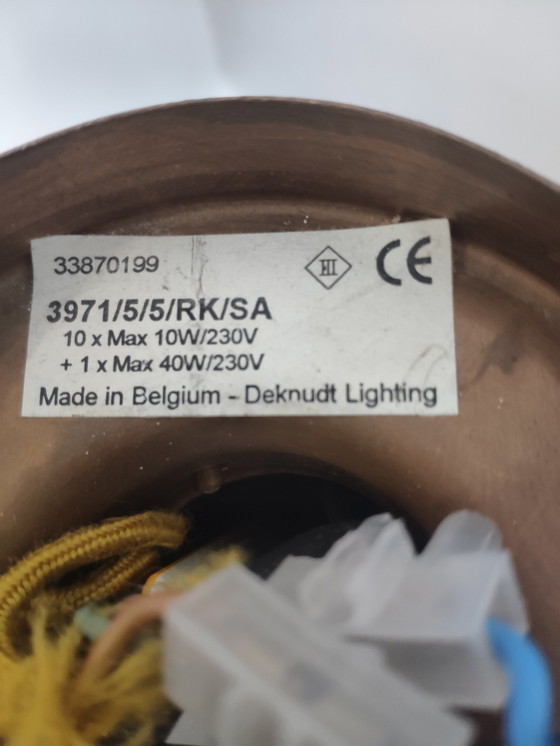 33870199
CE
3971/5/5/RK/SA
10 x Max 10W/230V
+ 1 x Max 40W/230V
Made in Belgium - Deknudt Lighting